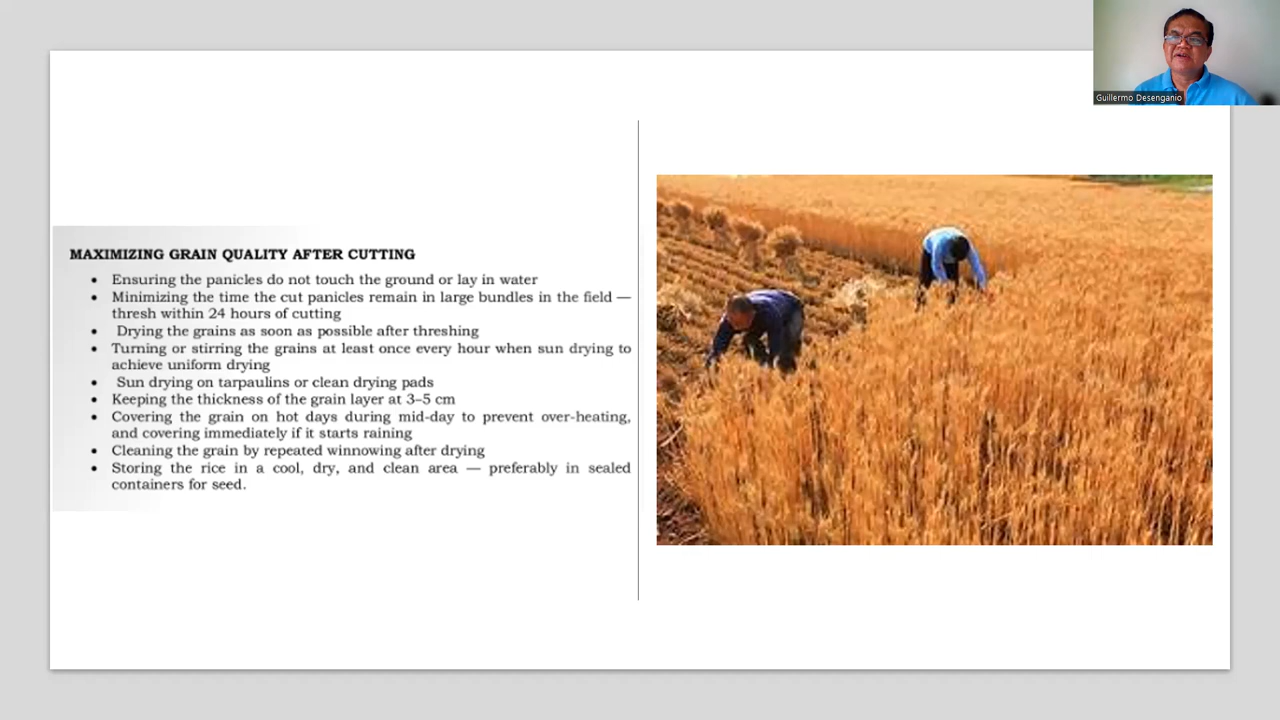 Guillermo Desenganio
MAXIMIZING GRAIN QUALITY AFTER CUTTING
• Ensuring the panicles do not touch the ground or lay in water
• Minimizing the time the cut panicles remain in large bundles in the field —
thresh within 24 hours of cutting
• Drying the grains as soon as possible after threshing
• Turning or stirring the grains at least once every hour when sun drying to
achieve uniform drying
• Sun drying on tarpaulins or clean drying pads
• Keeping the thickness of the grain layer at 3–5 cm
• Covering the grain on hot days during mid-day to prevent over-heating,
and covering immediately if it starts raining
• Cleaning the grain by repeated winnowing after drying
• Storing the rice in a cool, dry, and clean area — preferably in sealed
containers for seed.